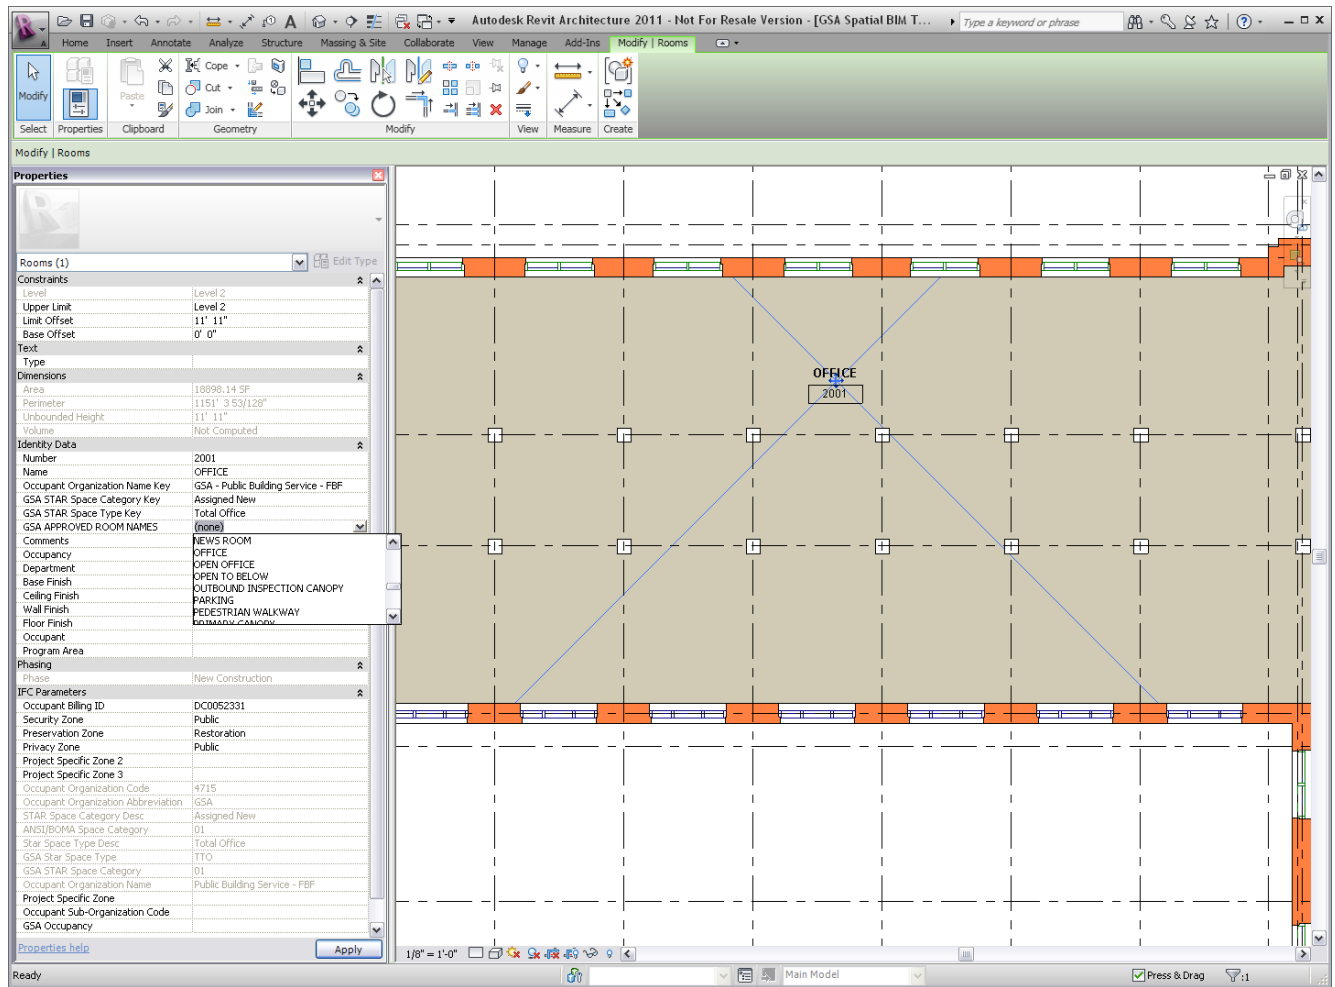 Autodesk Revit Architecture 2011 - Not For Resale Version - [GSA Spatial BIM T... Type a keyword or phrase
Home Insert Annotate Analyze Structure Massing & Site Collaborate View Manage Add-Ins Modify | Rooms
Modify Paste Cope Cut Join
Select Properties Clipboard Geometry Modify View Measure Create
Modify | Rooms
Properties
Rooms (1) Edit Type
Constraints
Level Level 2
Upper Limit Level 2
Limit Offset 11' 11"
Base Offset 0' 0"
Text
Type
Dimensions
Area 18898.14 SF
Perimeter 1151' 3 53/128"
Unbounded Height 11' 11"
Volume Not Computed
Identity Data
Number 2001
Name OFFICE
Occupant Organization Name Key GSA - Public Building Service - FBF
GSA STAR Space Category Key Assigned New
GSA STAR Space Type Key Total Office
GSA APPROVED ROOM NAMES (none)
Comments
Occupancy
Department
Base Finish
Ceiling Finish
Wall Finish
Floor Finish
Occupant
Program Area
NEWS ROOM
OFFICE
OPEN OFFICE
OPEN TO BELOW
OUTBOUND INSPECTION CANOPY
PARKING
PEDESTRIAN WALKWAY
PRIMARY CANOPY
Phasing
Phase New Construction
IFC Parameters
Occupant Billing ID DC0052331
Security Zone Public
Preservation Zone Restoration
Privacy Zone Public
Project Specific Zone 2
Project Specific Zone 3
Occupant Organization Code 4715
Occupant Organization Abbreviation GSA
STAR Space Category Desc Assigned New
ANSI/BOMA Space Category 01
Star Space Type Desc Total Office
GSA Star Space Type TTO
GSA STAR Space Category 01
Occupant Organization Name Public Building Service - FBF
Project Specific Zone
Occupant Sub-Organization Code
GSA Occupancy
Properties help Apply
OFFICE
2001
1/8" = 1'-0"
Ready Main Model Press & Drag :1